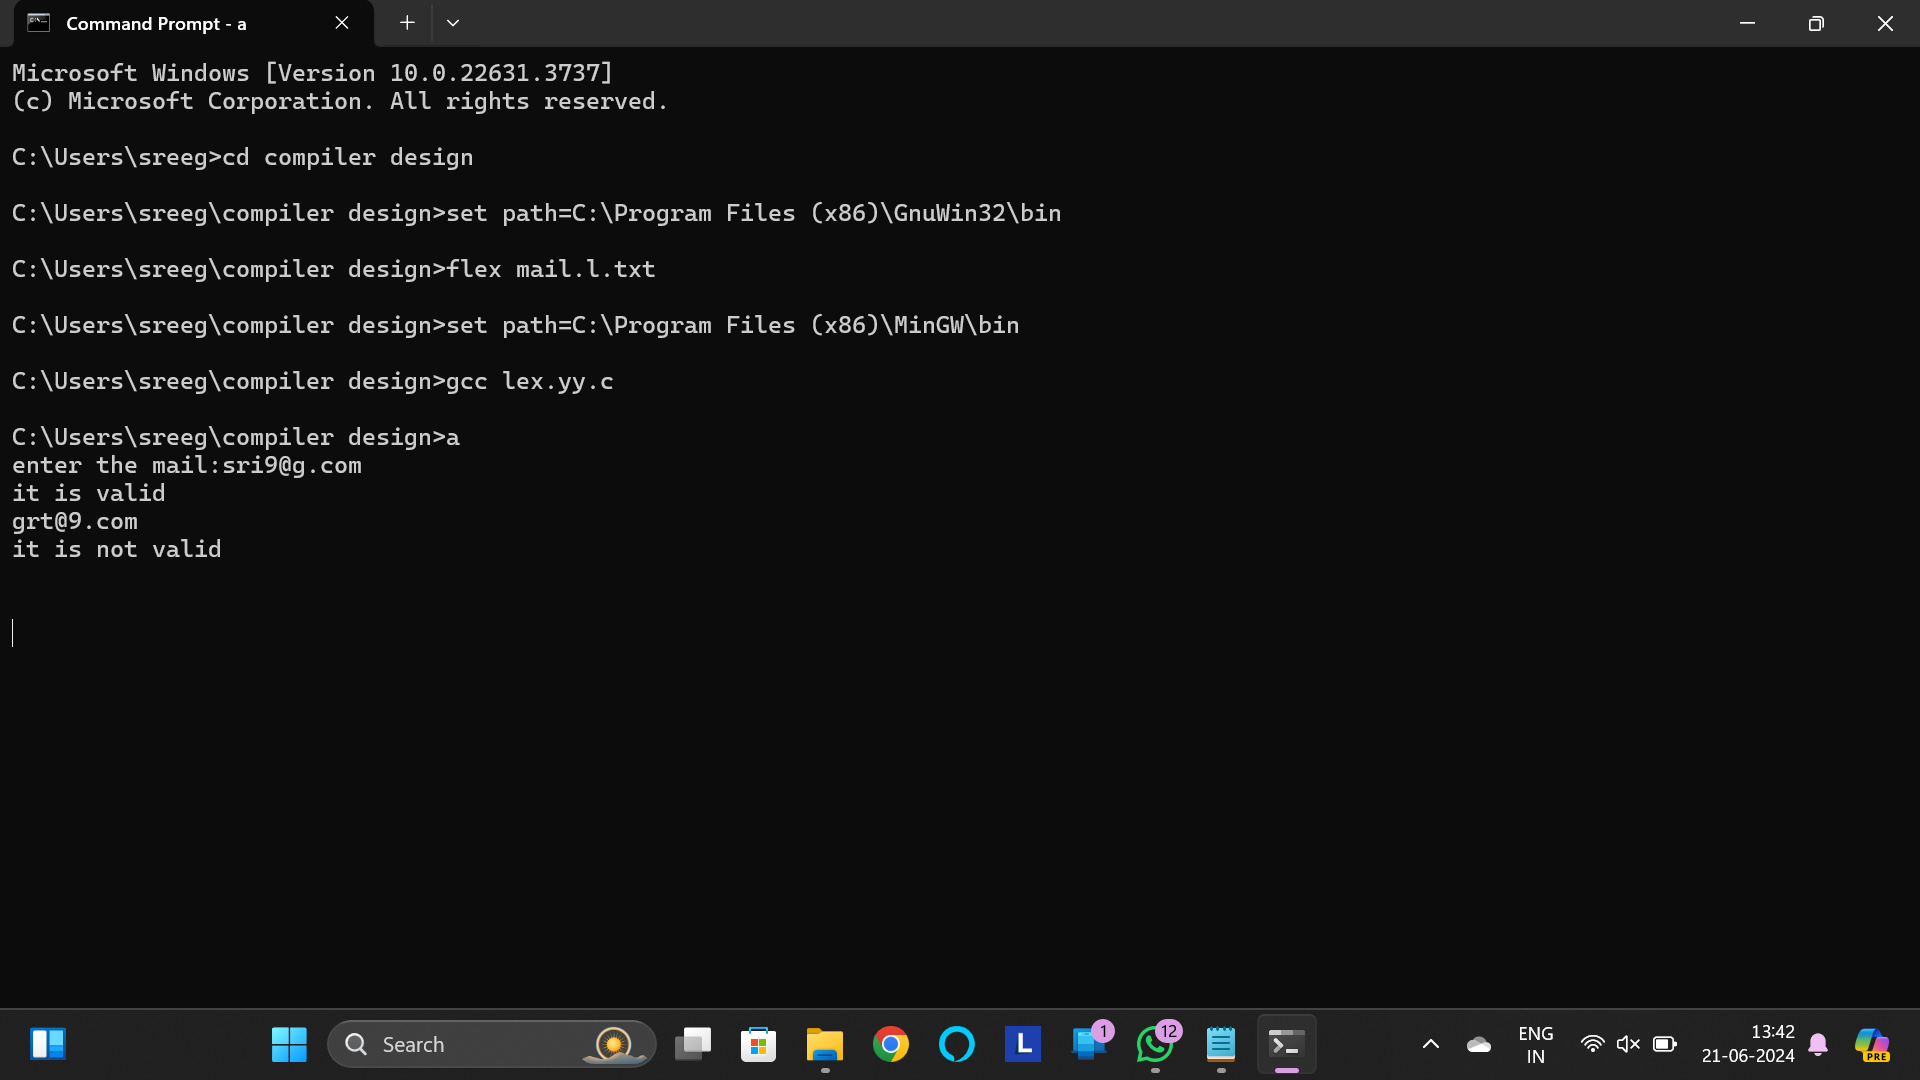 Command Prompt - a
Microsoft Windows [Version 10.0.22631.3737]
(c) Microsoft Corporation. All rights reserved.
C:\Users\sreeg>cd compiler design
C:\Users\sreeg\compiler design>set path=C:\Program Files (x86)\GnuWin32\bin
C:\Users\sreeg\compiler design>flex mail.l.txt
C:\Users\sreeg\compiler design>set path=C:\Program Files (x86)\MinGW\bin
C:\Users\sreeg\compiler design>gcc lex.yy.c
C:\Users\sreeg\compiler design>a
enter the mail:sri9@g.com
it is valid
grt@9.com
it is not valid
Search
L
1
12
ENG
IN
13:42
21-06-2024
PRE